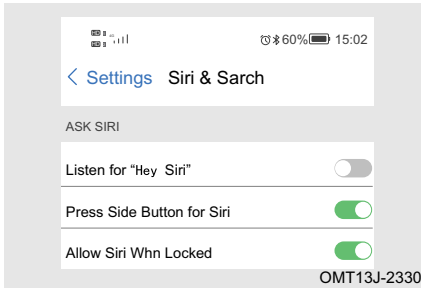 60% 15:02
Settings Siri & Sarch
ASK SIRI
Listen for “Hey Siri”
Press Side Button for Siri
Allow Siri Whn Locked
OMT13J-2330